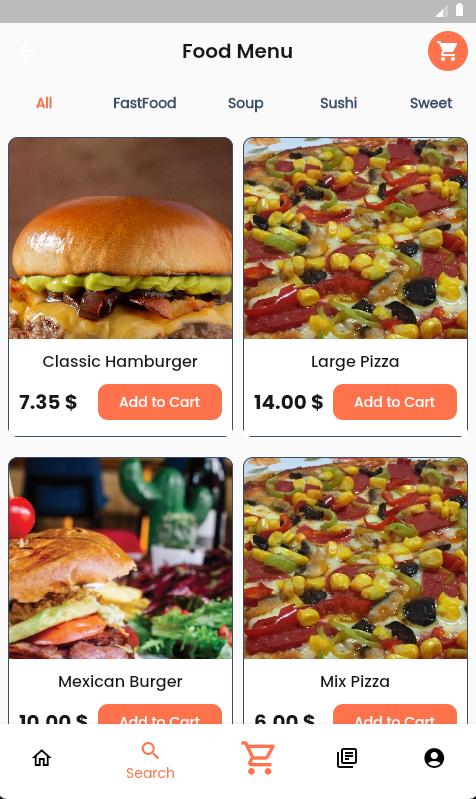 Food Menu
All FastFood Soup Sushi Sweet
Classic Hamburger
7.35 $ Add to Cart
Large Pizza
14.00 $ Add to Cart
Mexican Burger
10.00 $ Add to Cart
Mix Pizza
6.00 $ Add to Cart
Search